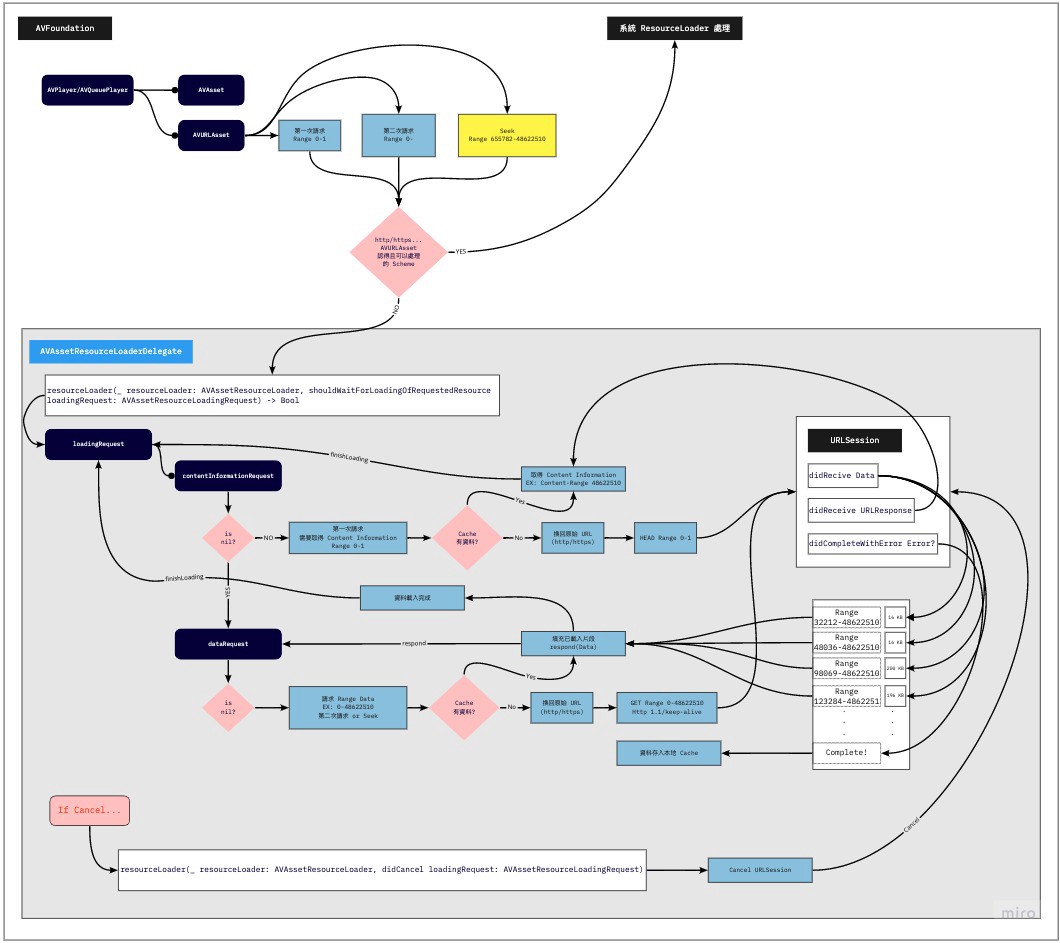 AVFoundation
系統 ResourceLoader 處理
AVPlayer/AVQueuePlayer
AVAsset
AVURLAsset
第一次請求
Range 0-1
第二次請求
Range 0-
Seek
Range 655782-48622510
http/https...
AVURLAsset
認得且可以處理
的 Scheme
YES
NO
AVAssetResourceLoaderDelegate
resourceLoader(_ resourceLoader: AVAssetResourceLoader, shouldWaitForLoadingOfRequestedResource
loadingRequest: AVAssetResourceLoadingRequest) -> Bool
loadingRequest
contentInformationRequest
finishLoading
取得 Content Information
EX: Content-Range 48622510
URLSession
didRecive Data
didReceive URLResponse
didCompleteWithError Error?
is
nil?
NO
第一次請求
需要取得 Content Information
Range 0-1
Cache
有資料?
Yes
No
換回原始 URL
(http/https)
HEAD Range 0-1
finishLoading
YES
資料載入完成
dataRequest
respond
填充已載入片段
respond(Data)
Range
32212-48622510
16 KB
Range
48036-48622510
16 KB
Range
98069-48622510
200 KB
Range
123284-4862251
196 KB
.
.
.
.
.
.
Complete!
is
nil?
請求 Range Data
EX: 0-48622510
第二次請求 or Seek
Cache
有資料?
Yes
No
換回原始 URL
(http/https)
GET Range 0-48622510
Http 1.1/keep-alive
資料存入本地 Cache
If Cancel...
resourceLoader(_ resourceLoader: AVAssetResourceLoader, didCancel loadingRequest: AVAssetResourceLoadingRequest)
Cancel URLSession
Cancel
miro